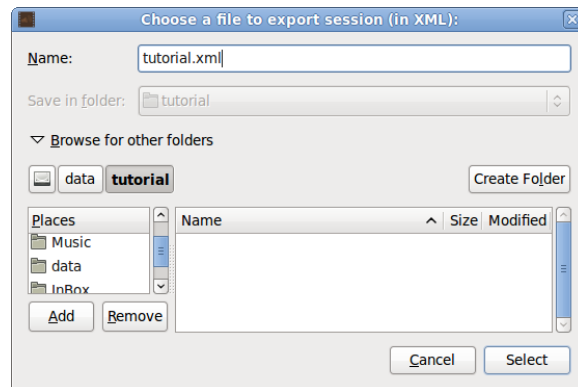 Choose a file to export session (in XML):
Name: tutorial.xml
Save in folder: tutorial
Browse for other folders
data tutorial Create Folder
Places Name Size Modified
Music
data
InBox
Add Remove
Cancel Select